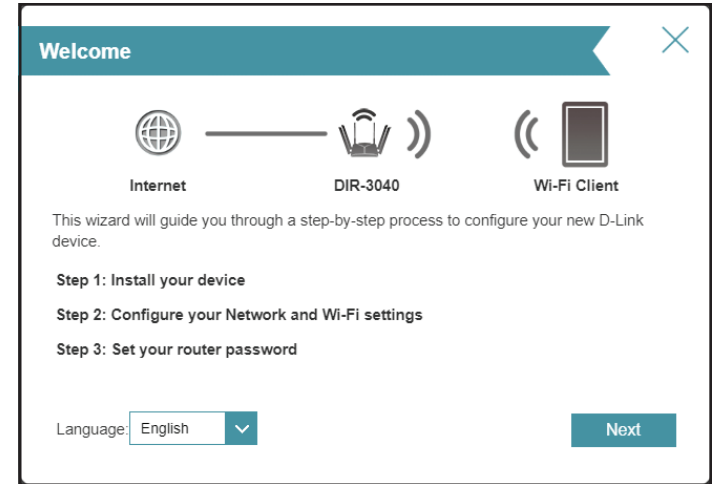 Welcome
Internet
DIR-3040
Wi-Fi Client
This wizard will guide you through a step-by-step process to configure your new D-Link
device.
Step 1: Install your device
Step 2: Configure your Network and Wi-Fi settings
Step 3: Set your router password
Language: English
Next